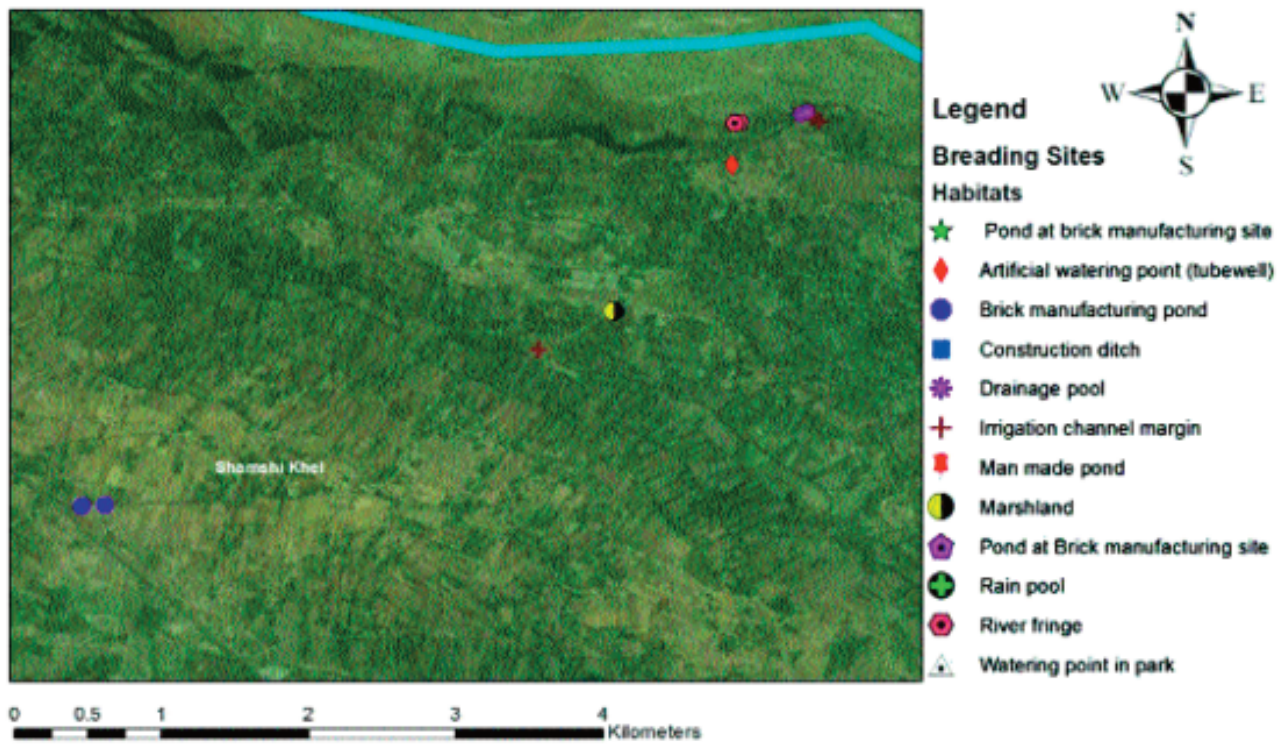 N
W E
S
Legend
Breading Sites
Habitats
Pond at brick manufacturing site
Artificial watering point (tubewell)
Brick manufacturing pond
Construction ditch
Drainage pool
Irrigation channel margin
Man made pond
Marshland
Pond at Brick manufacturing site
Rain pool
River fringe
Watering point in park
Shamshi Khel
0 0.5 1 2 3 4
Kilometers